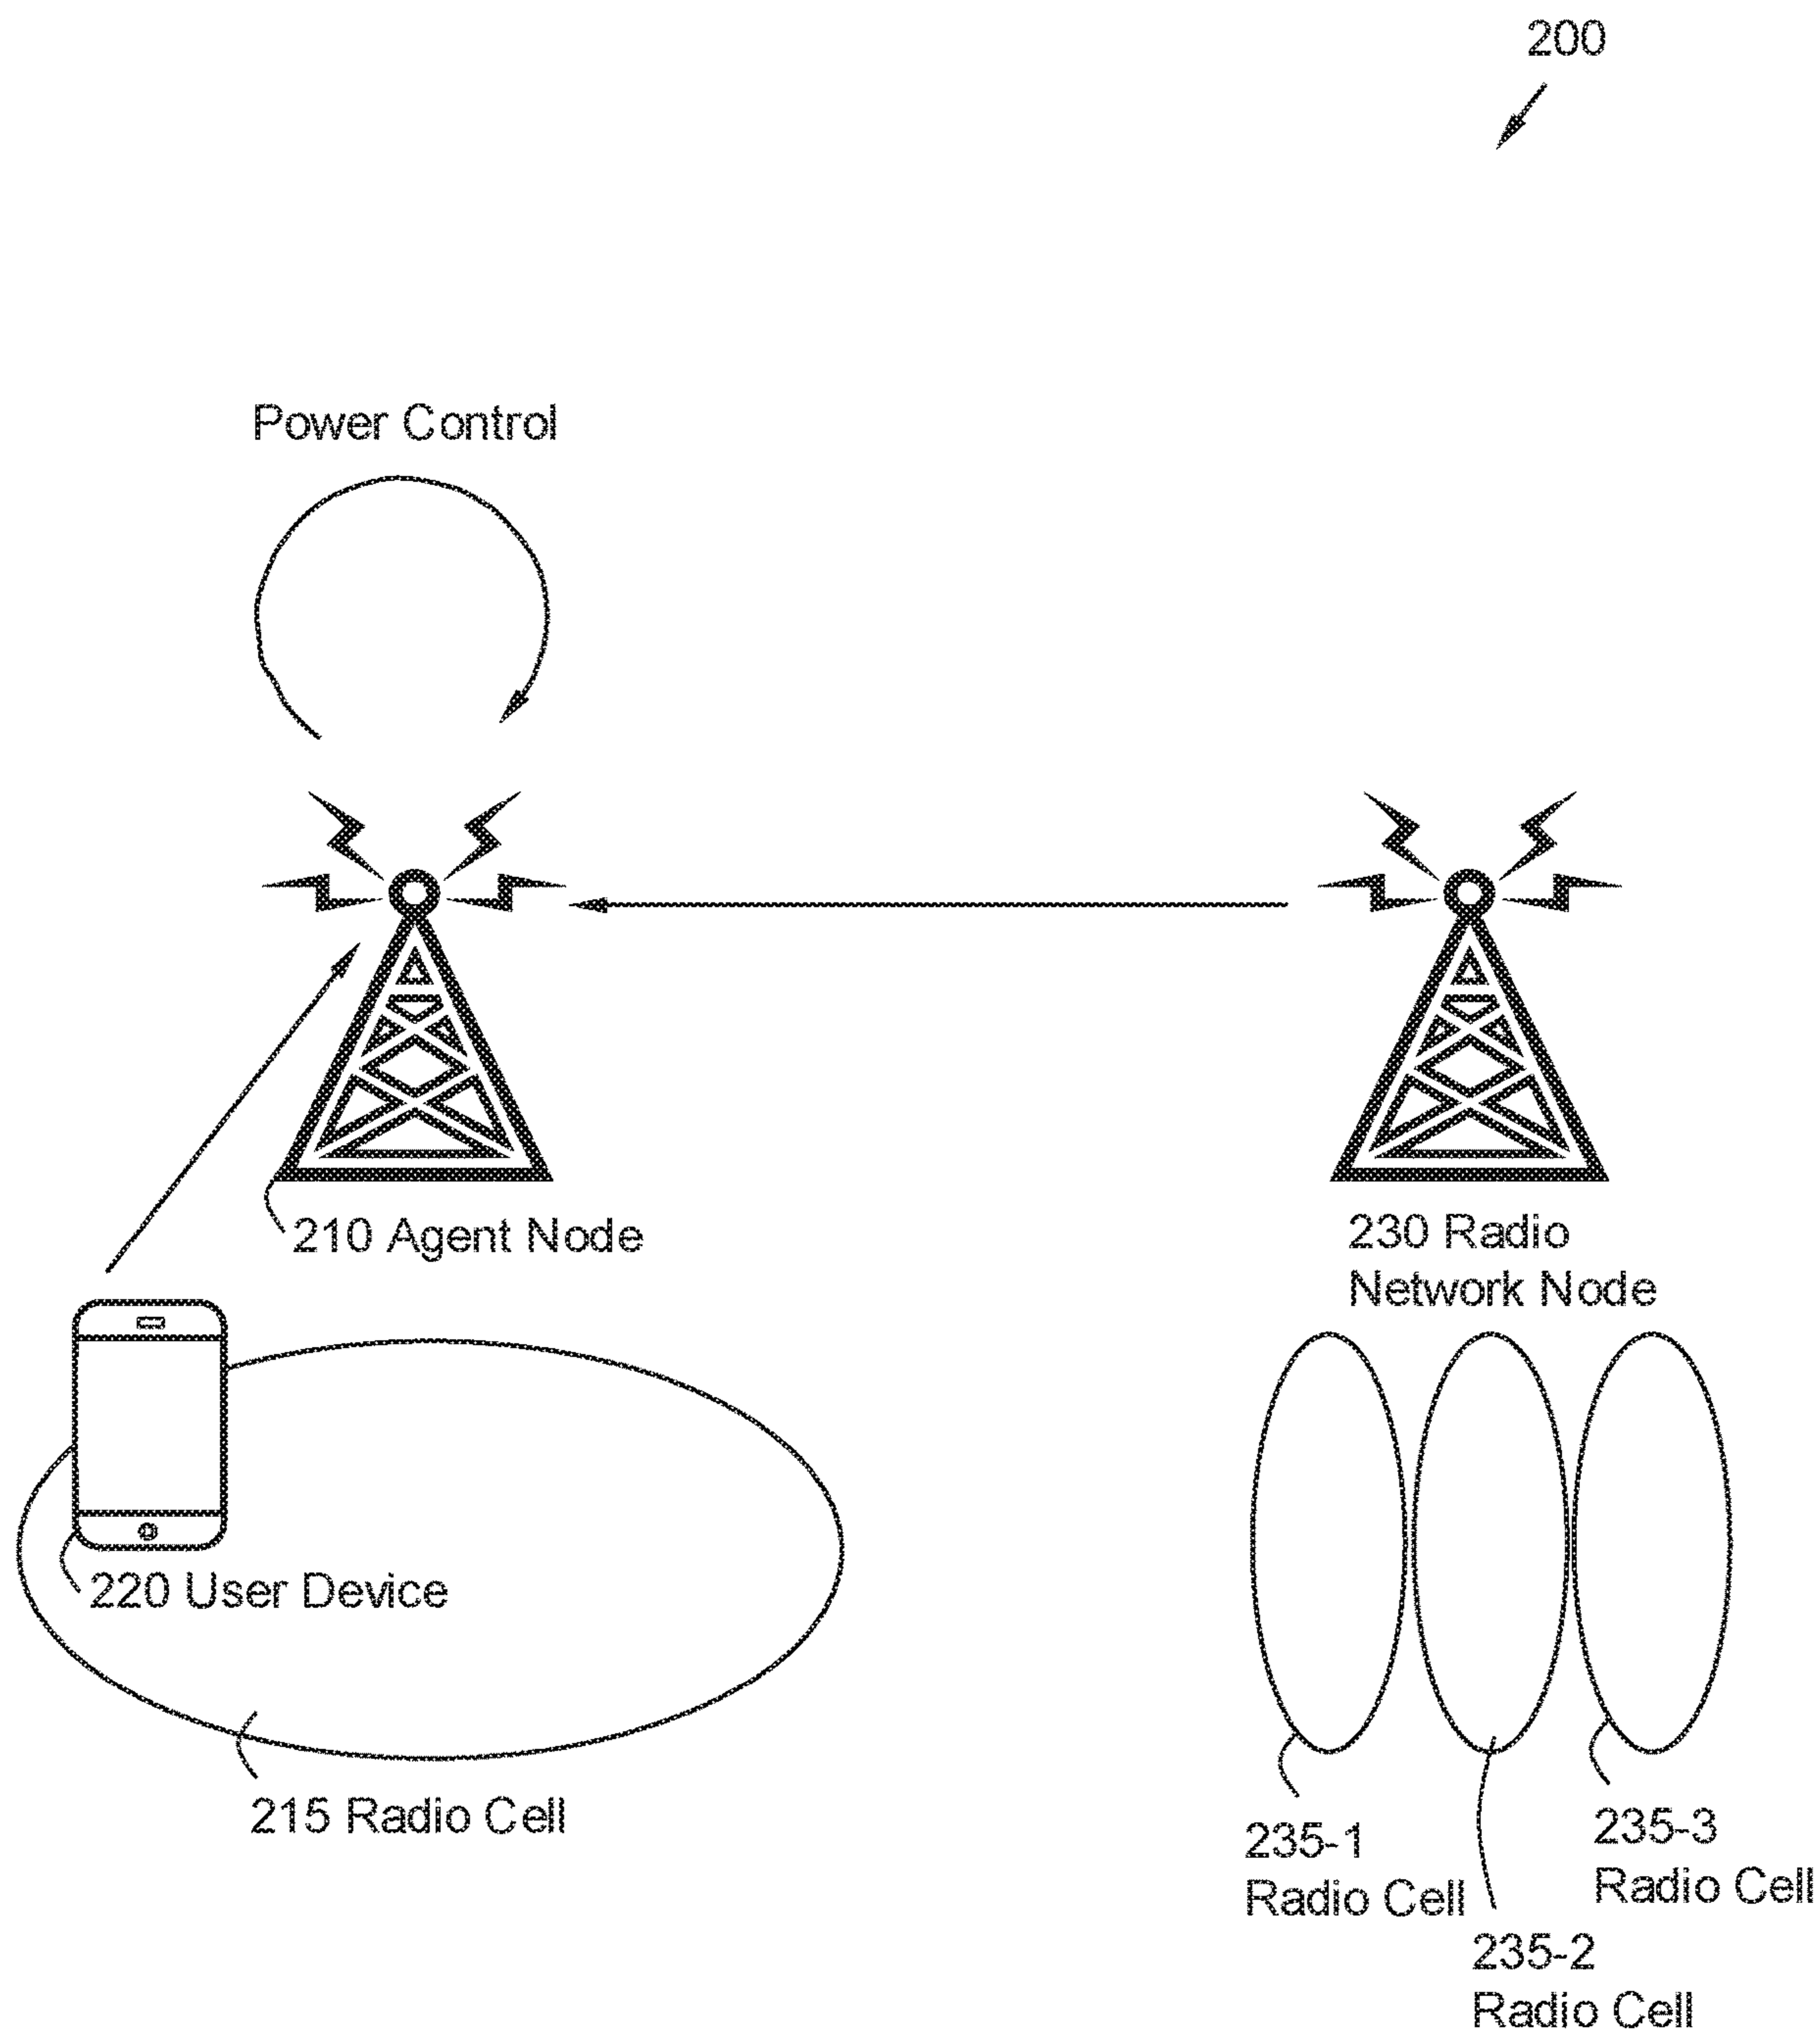 200
Power Control
210 Agent Node
230 Radio
Network Node
220 User Device
215 Radio Cell
235-1
Radio Cell
235-3
Radio Cell
235-2
Radio Cell